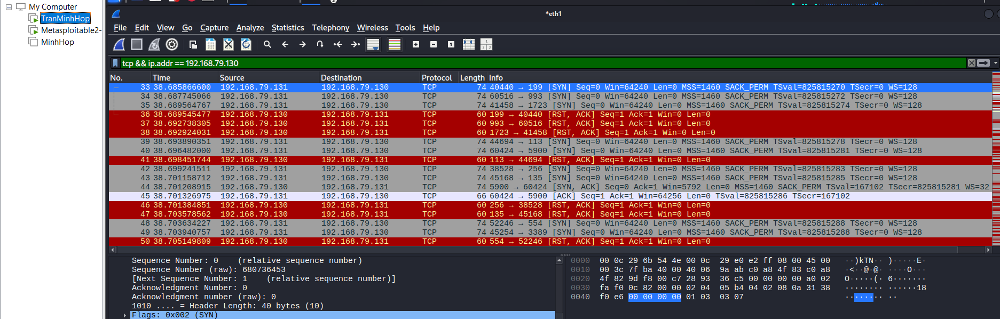 My Computer
TranMinhHop
Metasploitable2-
MinhHop
*eth1
File Edit View Go Capture Analyze Statistics Telephony Wireless Tools Help
tcp && ip.addr == 192.168.79.130
No. Time Source Destination Protocol Length Info
33 38.685866600 192.168.79.131 192.168.79.130 TCP 74 40440 → 199 [SYN] Seq=0 Win=64240 Len=0 MSS=1460 SACK_PERM TSval=825815270 TSecr=0 WS=128
34 38.687745066 192.168.79.131 192.168.79.130 TCP 74 60516 → 993 [SYN] Seq=0 Win=64240 Len=0 MSS=1460 SACK_PERM TSval=825815272 TSecr=0 WS=128
35 38.689564767 192.168.79.131 192.168.79.130 TCP 74 41458 → 1723 [SYN] Seq=0 Win=64240 Len=0 MSS=1460 SACK_PERM TSval=825815274 TSecr=0 WS=128
36 38.689545477 192.168.79.130 192.168.79.131 TCP 60 199 → 40440 [RST, ACK] Seq=1 Ack=1 Win=0 Len=0
37 38.692738305 192.168.79.130 192.168.79.131 TCP 60 993 → 60516 [RST, ACK] Seq=1 Ack=1 Win=0 Len=0
38 38.692924031 192.168.79.130 192.168.79.131 TCP 60 1723 → 41458 [RST, ACK] Seq=1 Ack=1 Win=0 Len=0
39 38.693890351 192.168.79.131 192.168.79.130 TCP 74 44694 → 113 [SYN] Seq=0 Win=64240 Len=0 MSS=1460 SACK_PERM TSval=825815278 TSecr=0 WS=128
40 38.696482000 192.168.79.131 192.168.79.130 TCP 74 60424 → 5900 [SYN] Seq=0 Win=64240 Len=0 MSS=1460 SACK_PERM TSval=825815281 TSecr=0 WS=128
41 38.698451744 192.168.79.130 192.168.79.131 TCP 60 113 → 44694 [RST, ACK] Seq=1 Ack=1 Win=0 Len=0
42 38.699241511 192.168.79.131 192.168.79.130 TCP 74 38528 → 256 [SYN] Seq=0 Win=64240 Len=0 MSS=1460 SACK_PERM TSval=825815283 TSecr=0 WS=128
43 38.701158712 192.168.79.131 192.168.79.130 TCP 74 45168 → 135 [SYN] Seq=0 Win=64240 Len=0 MSS=1460 SACK_PERM TSval=825815285 TSecr=0 WS=128
44 38.701208915 192.168.79.130 192.168.79.131 TCP 74 5900 → 60424 [SYN, ACK] Seq=0 Ack=1 Win=5792 Len=0 MSS=1460 SACK_PERM TSval=167102 TSecr=825815281 WS=32
45 38.701326975 192.168.79.131 192.168.79.130 TCP 66 60424 → 5900 [ACK] Seq=1 Ack=1 Win=64256 Len=0 TSval=825815286 TSecr=167102
46 38.701384851 192.168.79.130 192.168.79.131 TCP 60 256 → 38528 [RST, ACK] Seq=1 Ack=1 Win=0 Len=0
47 38.703578562 192.168.79.130 192.168.79.131 TCP 60 135 → 45168 [RST, ACK] Seq=1 Ack=1 Win=0 Len=0
48 38.703634227 192.168.79.131 192.168.79.130 TCP 74 52246 → 554 [SYN] Seq=0 Win=64240 Len=0 MSS=1460 SACK_PERM TSval=825815288 TSecr=0 WS=128
49 38.703940757 192.168.79.131 192.168.79.130 TCP 74 45254 → 3389 [SYN] Seq=0 Win=64240 Len=0 MSS=1460 SACK_PERM TSval=825815288 TSecr=0 WS=128
50 38.705149809 192.168.79.130 192.168.79.131 TCP 60 554 → 52246 [RST, ACK] Seq=1 Ack=1 Win=0 Len=0
Sequence Number: 0 (relative sequence number)
Sequence Number (raw): 680736453
[Next Sequence Number: 1 (relative sequence number)]
Acknowledgment Number: 0
Acknowledgment number (raw): 0
1010 .... = Header Length: 40 bytes (10)
Flags: 0x002 (SYN)
0000 00 0c 29 6b 54 4e 00 0c 29 e0 e2 ff 08 00 45 00 ··)kTN·· )·····E·
0010 00 3c 7f ba 40 00 40 06 9a ab c0 a8 4f 83 c0 a8 ·<··@·@· ····O···
0020 4f 82 9d f8 00 c7 28 93 36 c5 00 00 00 00 a0 02 O·····(· 6·······
0030 fa f0 0c 82 00 00 02 04 05 b4 04 02 08 0a 31 38 ········ ······18
0040 f0 e6 00 00 00 00 01 03 03 07 ········ ··